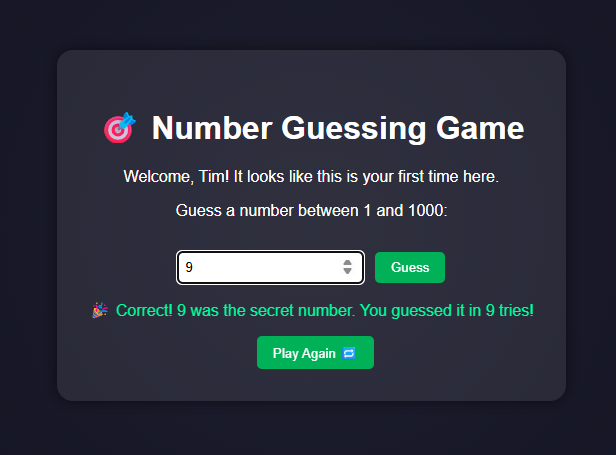 🎯 Number Guessing Game
Welcome, Tim! It looks like this is your first time here.
Guess a number between 1 and 1000:
9 Guess
🎉 Correct! 9 was the secret number. You guessed it in 9 tries!
Play Again 🔁